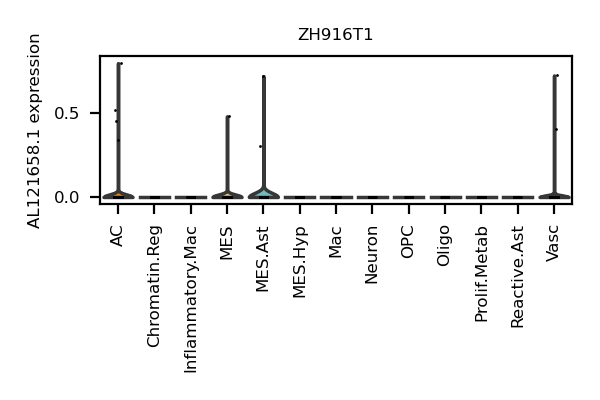 ZH916T1
AL121658.1 expression
0.5
0.0
AC
Chromatin.Reg
Inflammatory.Mac
MES
MES.Ast
MES.Hyp
Mac
Neuron
OPC
Oligo
Prolif.Metab
Reactive.Ast
Vasc